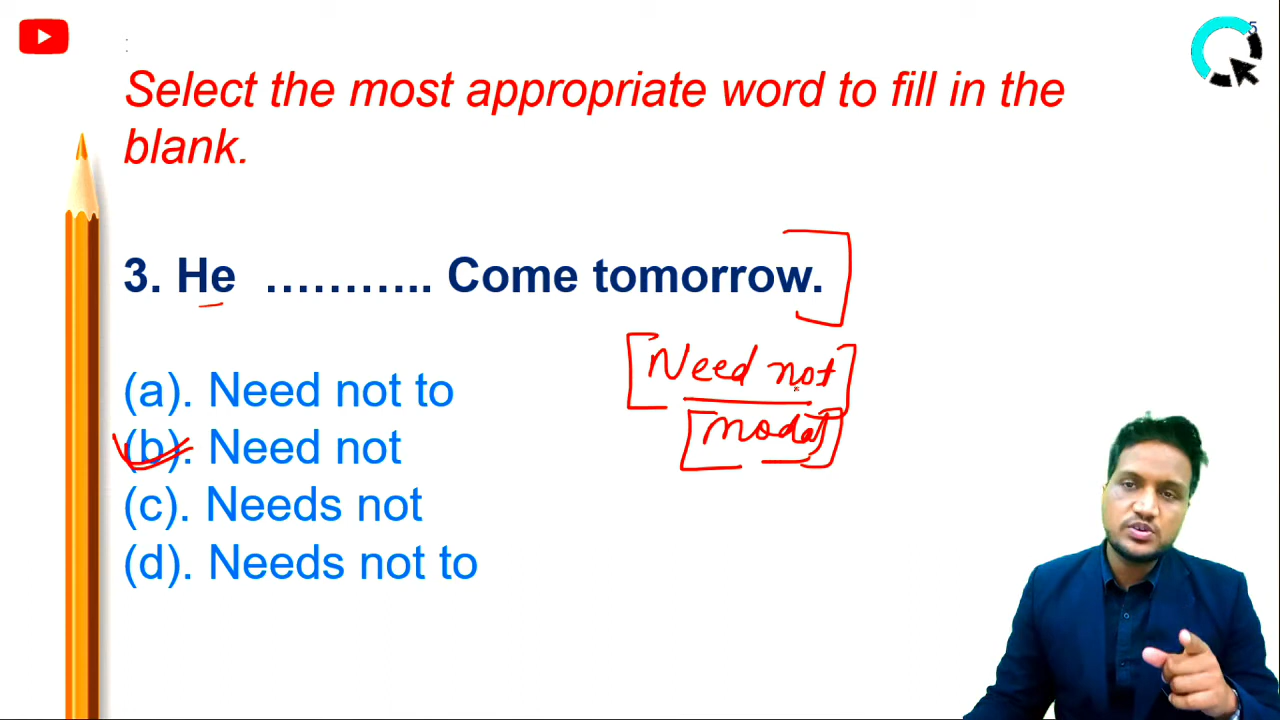 5
Select the most appropriate word to fill in the
blank.
3. He ……….. Come tomorrow.
Need not
Modal
(a). Need not to
(b). Need not
(c). Needs not
(d). Needs not to